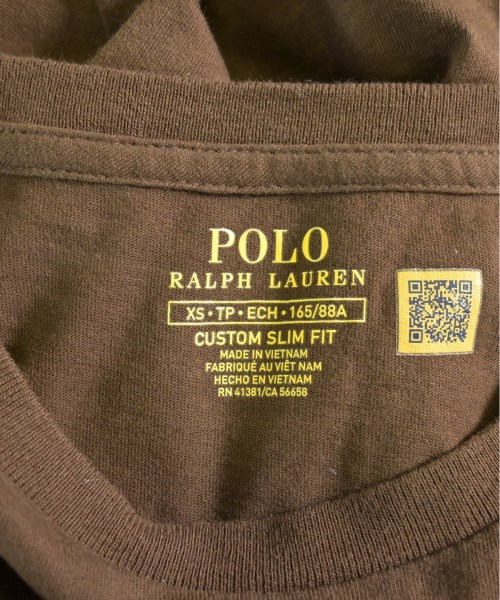 POLO
RALPH LAUREN
XS • TP • ECH • 165/88A
CUSTOM SLIM FIT
MADE IN VIETNAM
FABRIQUÉ AU VIÊT NAM
HECHO EN VIETNAM
RN 41381/CA 56658